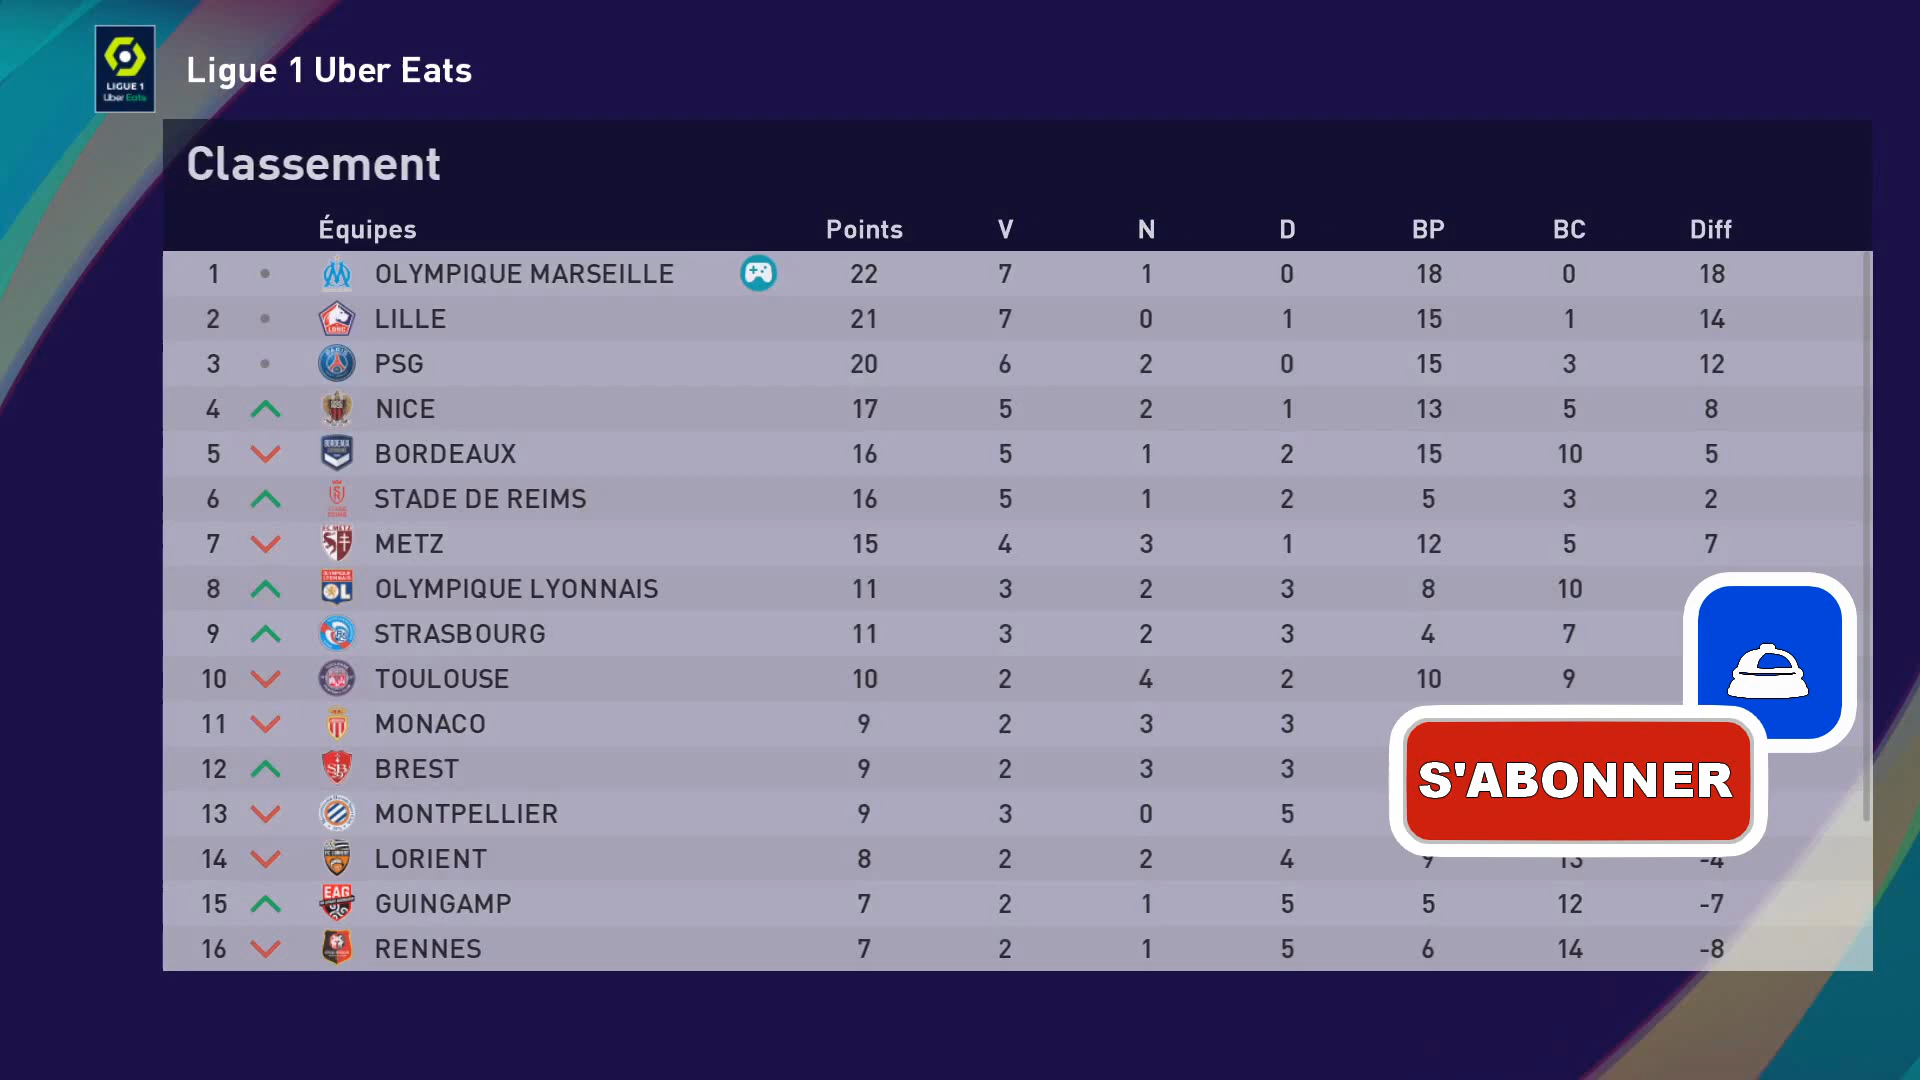 LIGUE 1
Uber Eats
Ligue 1 Uber Eats
Classement
Équipes Points V N D BP BC Diff
1 OLYMPIQUE MARSEILLE 22 7 1 0 18 0 18
2 LILLE 21 7 0 1 15 1 14
3 PSG 20 6 2 0 15 3 12
4 NICE 17 5 2 1 13 5 8
5 BORDEAUX 16 5 1 2 15 10 5
6 STADE DE REIMS 16 5 1 2 5 3 2
7 METZ 15 4 3 1 12 5 7
8 OLYMPIQUE LYONNAIS 11 3 2 3 8 10
9 STRASBOURG 11 3 2 3 4 7
10 TOULOUSE 10 2 4 2 10 9
11 MONACO 9 2 3 3
12 BREST 9 2 3 3
S'ABONNER
13 MONTPELLIER 9 3 0 5
14 LORIENT 8 2 2 4 9 13 -4
15 GUINGAMP 7 2 1 5 5 12 -7
16 RENNES 7 2 1 5 6 14 -8